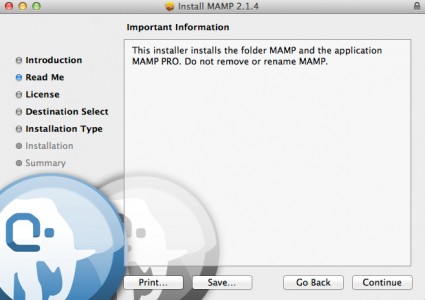 Install MAMP 2.1.4
Important Information
Introduction
Read Me
License
Destination Select
Installation Type
Installation
Summary
This installer installs the folder MAMP and the application
MAMP PRO. Do not remove or rename MAMP.
Print...
Save...
Go Back
Continue